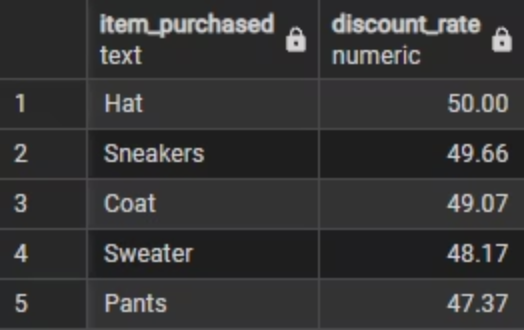 item_purchased discount_rate
text numeric
1 Hat 50.00
2 Sneakers 49.66
3 Coat 49.07
4 Sweater 48.17
5 Pants 47.37